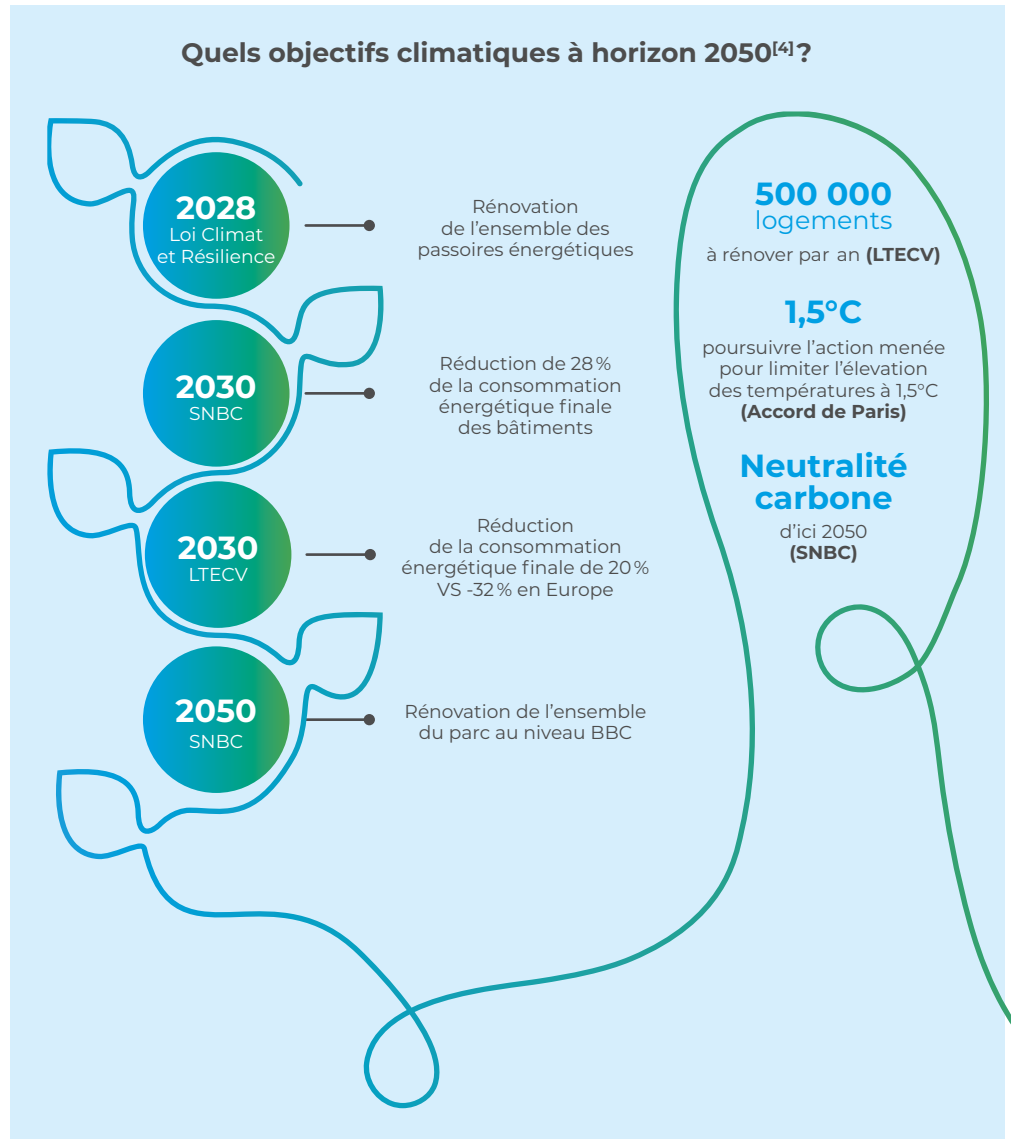 Quels objectifs climatiques à horizon 2050[4]?
2028
Loi Climat
et Résilience
Rénovation
de l'ensemble des
passoires énergétiques
2030
SNBC
Réduction de 28 %
de la consommation
énergétique finale
des bâtiments
2030
LTECV
Réduction
de la consommation
énergétique finale de 20 %
VS -32 % en Europe
2050
SNBC
Rénovation de l'ensemble
du parc au niveau BBC
500 000
logements
à rénover par an (LTECV)
1,5°C
poursuivre l'action menée
pour limiter l'élévation
des températures à 1,5°C
(Accord de Paris)
Neutralité
carbone
d'ici 2050
(SNBC)